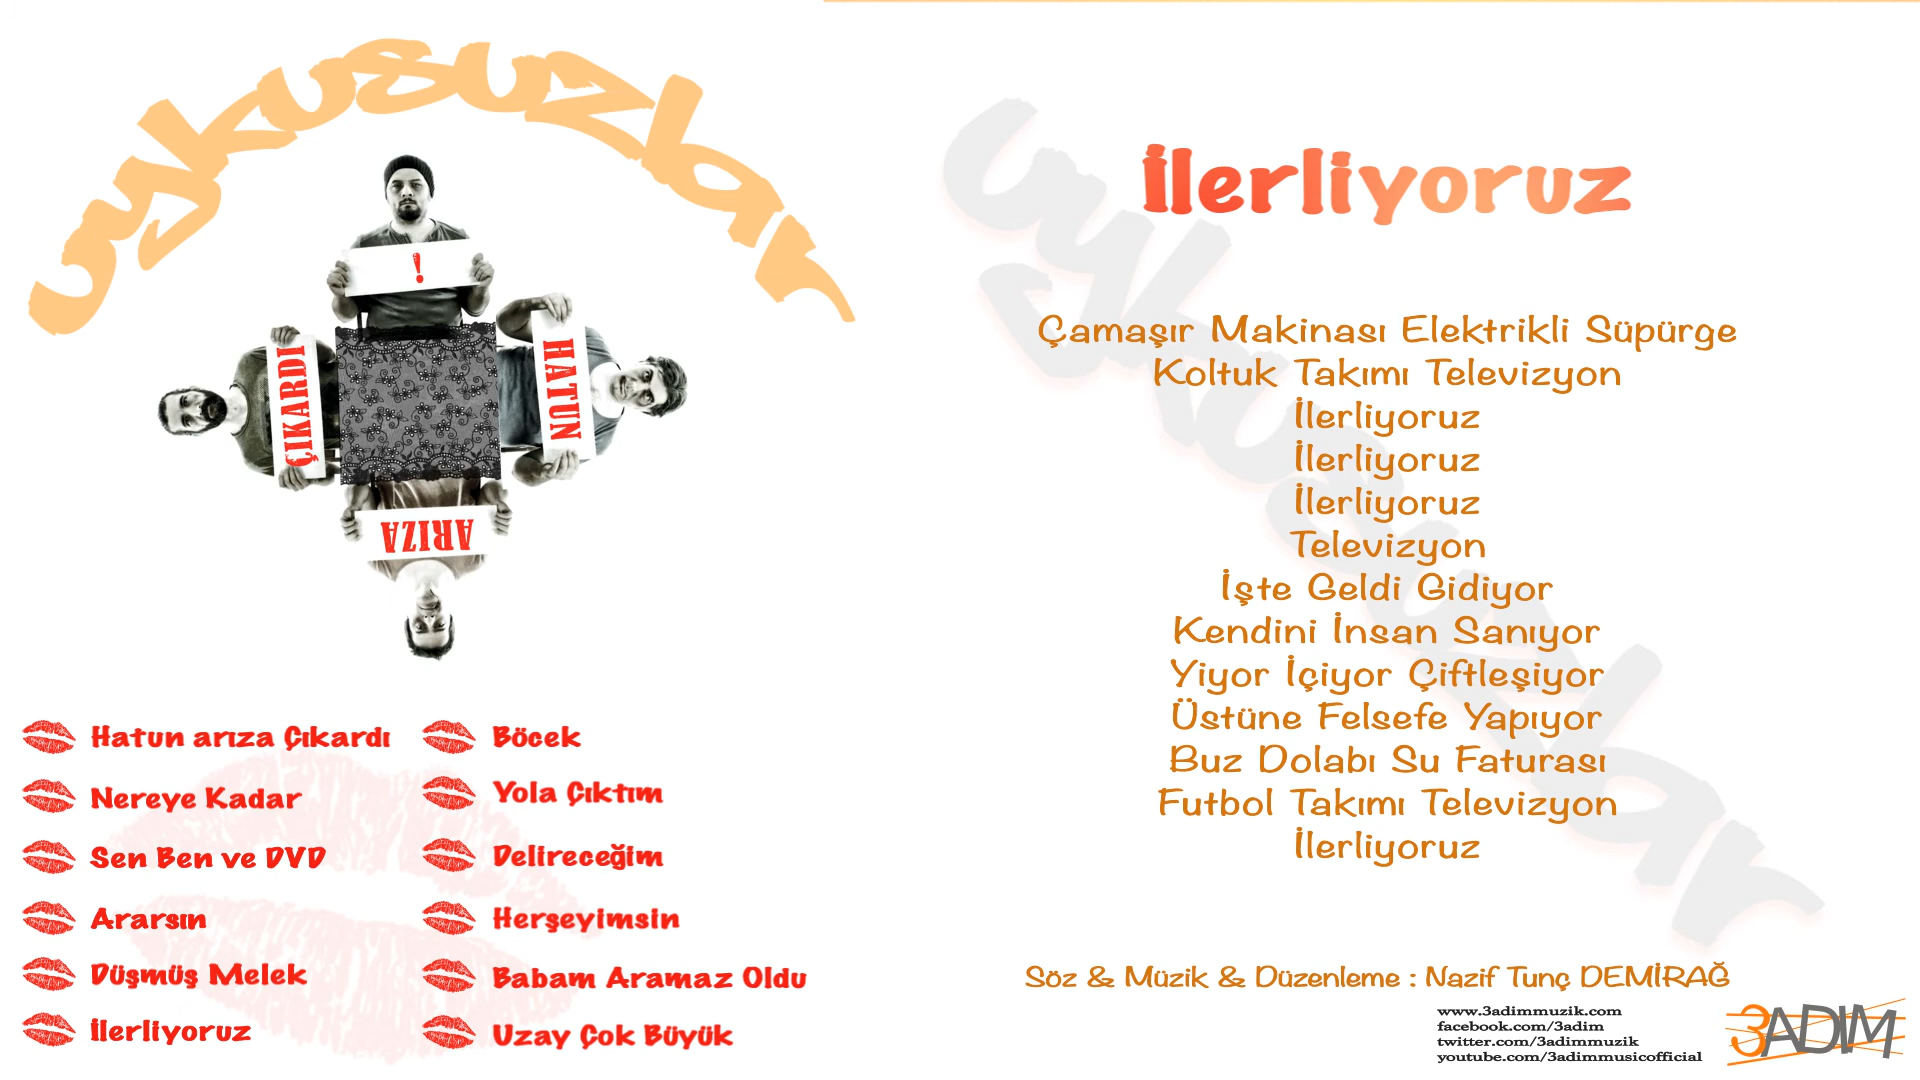 uykusuzlar
!
HATUN
ÇIKARDI
ARIZA
Hatun arıza Çıkardı
Nereye Kadar
Sen Ben ve DVD
Ararsın
Düşmüş Melek
İlerliyoruz
Böcek
Yola Çıktım
Delireceğim
Herşeyimsin
Babam Aramaz Oldu
Uzay Çok Büyük
uykusuzlar
İlerliyoruz
Çamaşır Makinası Elektrikli Süpürge
Koltuk Takımı Televizyon
İlerliyoruz
İlerliyoruz
İlerliyoruz
Televizyon
İşte Geldi Gidiyor
Kendini İnsan Sanıyor
Yiyor İçiyor Çiftleşiyor
Üstüne Felsefe Yapıyor
Buz Dolabı Su Faturası
Futbol Takımı Televizyon
İlerliyoruz
Söz & Müzik & Düzenleme : Nazif Tunç DEMİRAĞ
www.3adimmuzik.com
facebook.com/3adim
twitter.com/3adimmuzik
youtube.com/3adimmusicofficial
3ADIM